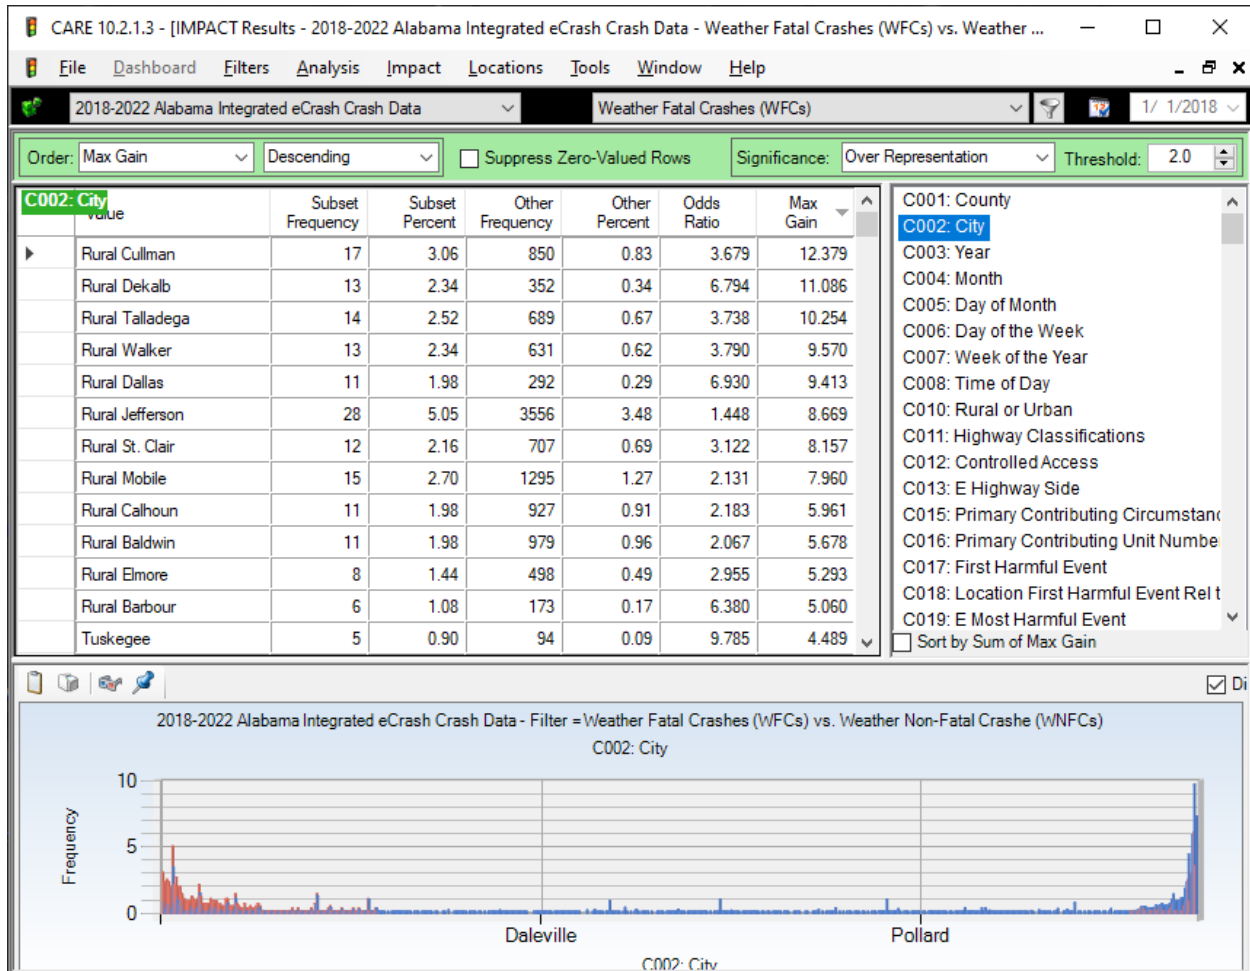 CARE 10.2.1.3 - [IMPACT Results - 2018-2022 Alabama Integrated eCrash Crash Data - Weather Fatal Crashes (WFCs) vs. Weather ...
File Dashboard Filters Analysis Impact Locations Tools Window Help
2018-2022 Alabama Integrated eCrash Crash Data Weather Fatal Crashes (WFCs) 1/ 1/2018
Order: Max Gain Descending Suppress Zero-Valued Rows Significance: Over Representation Threshold: 2.0
C002: City
Value Subset Frequency Subset Percent Other Frequency Other Percent Odds Ratio Max Gain
Rural Cullman 17 3.06 850 0.83 3.679 12.379
Rural Dekalb 13 2.34 352 0.34 6.794 11.086
Rural Talladega 14 2.52 689 0.67 3.738 10.254
Rural Walker 13 2.34 631 0.62 3.790 9.570
Rural Dallas 11 1.98 292 0.29 6.930 9.413
Rural Jefferson 28 5.05 3556 3.48 1.448 8.669
Rural St. Clair 12 2.16 707 0.69 3.122 8.157
Rural Mobile 15 2.70 1295 1.27 2.131 7.960
Rural Calhoun 11 1.98 927 0.91 2.183 5.961
Rural Baldwin 11 1.98 979 0.96 2.067 5.678
Rural Elmore 8 1.44 498 0.49 2.955 5.293
Rural Barbour 6 1.08 173 0.17 6.380 5.060
Tuskegee 5 0.90 94 0.09 9.785 4.489
C001: County
C002: City
C003: Year
C004: Month
C005: Day of Month
C006: Day of the Week
C007: Week of the Year
C008: Time of Day
C010: Rural or Urban
C011: Highway Classifications
C012: Controlled Access
C013: E Highway Side
C015: Primary Contributing Circumstanc
C016: Primary Contributing Unit Numbe
C017: First Harmful Event
C018: Location First Harmful Event Rel t
C019: E Most Harmful Event
Sort by Sum of Max Gain
Di
2018-2022 Alabama Integrated eCrash Crash Data - Filter = Weather Fatal Crashes (WFCs) vs. Weather Non-Fatal Crashe (WNFCs)
C002: City
Frequency
10
5
0
Daleville Pollard
C002: City